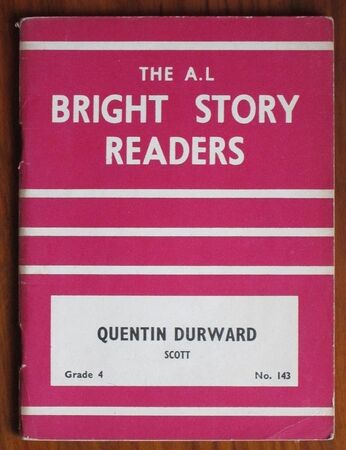 THE A.L
BRIGHT STORY
READERS
QUENTIN DURWARD
SCOTT
Grade 4 No. 143